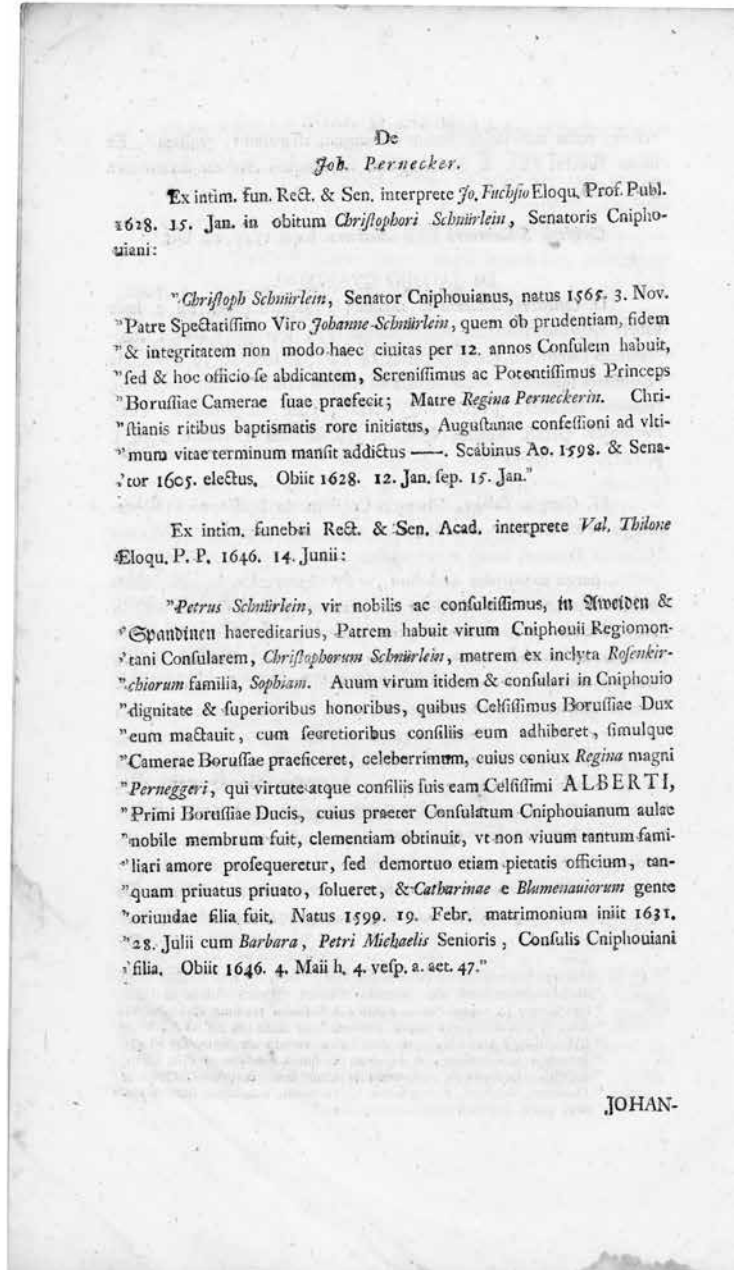 De
Joh. Pernecker.
Ex intim. fun. Rect. & Sen. interprete Jo. Fuchſio Eloqu. Prof. Publ.
1628. 15. Jan. in obitum Chriſtophori Schnürlein, Senatoris Cnipho-
uiani:
"Chriſtoph Schnürlein, Senator Cniphouianus, natus 1565. 3. Nov.
"Patre Spectatiſſimo Viro Johanne Schnürlein, quem ob prudentiam, fidem
"& integritatem non modo haec ciuitas per 12. annos Conſulem habuit,
"ſed & hoc officio ſe abdicantem, Sereniſſimus ac Potentiſſimus Princeps
"Boruſſiae Camerae ſuae praefecit; Matre Regina Perneckerin. Chri-
"ſtianis ritibus baptismatis rore initiatus, Auguſtanae confeſſioni ad vlti-
"mum vitae terminum manſit addictus ——. Scabinus Ao. 1598. & Sena-
"tor 1605. electus. Obiit 1628. 12. Jan. ſep. 15. Jan."
Ex intim. funebri Rect. & Sen. Acad. interprete Val. Thilone
Eloqu. P. P. 1646. 14. Junii:
"Petrus Schnürlein, vir nobilis ac conſultiſſimus, in Aweiden &
"Spandinen haereditarius, Patrem habuit virum Cniphouii Regiomon-
"tani Conſularem, Chriſtophorum Schnürlein, matrem ex inclyta Roſenkir-
"chiorum familia, Sophiam. Auum virum itidem & conſulari in Cniphouio
"dignitate & ſuperioribus honoribus, quibus Celſiſſimus Boruſſiae Dux
"eum mactauit, cum ſecretioribus conſiliis eum adhiberet, ſimulque
"Camerae Boruſſae praeficeret, celeberrimum, cuius coniux Regina magni
"Perneggeri, qui virtute atque conſiliis ſuis eam Celſiſſimi ALBERTI,
"Primi Boruſſiae Ducis, cuius praeter Conſulatum Cniphouianum aulae
"nobile membrum fuit, clementiam obtinuit, vt non viuum tantum fami-
"liari amore proſequeretur, ſed demortuo etiam pietatis officium, tan-
"quam priuatus priuato, ſolueret, & Catharinae e Blumenauiorum gente
"oriundae filia fuit. Natus 1599. 19. Febr. matrimonium iniit 1631.
"28. Julii cum Barbara, Petri Michaelis Senioris, Conſulis Cniphouiani
"filia. Obiit 1646. 4. Maii h. 4. veſp. a. aet. 47."
JOHAN-